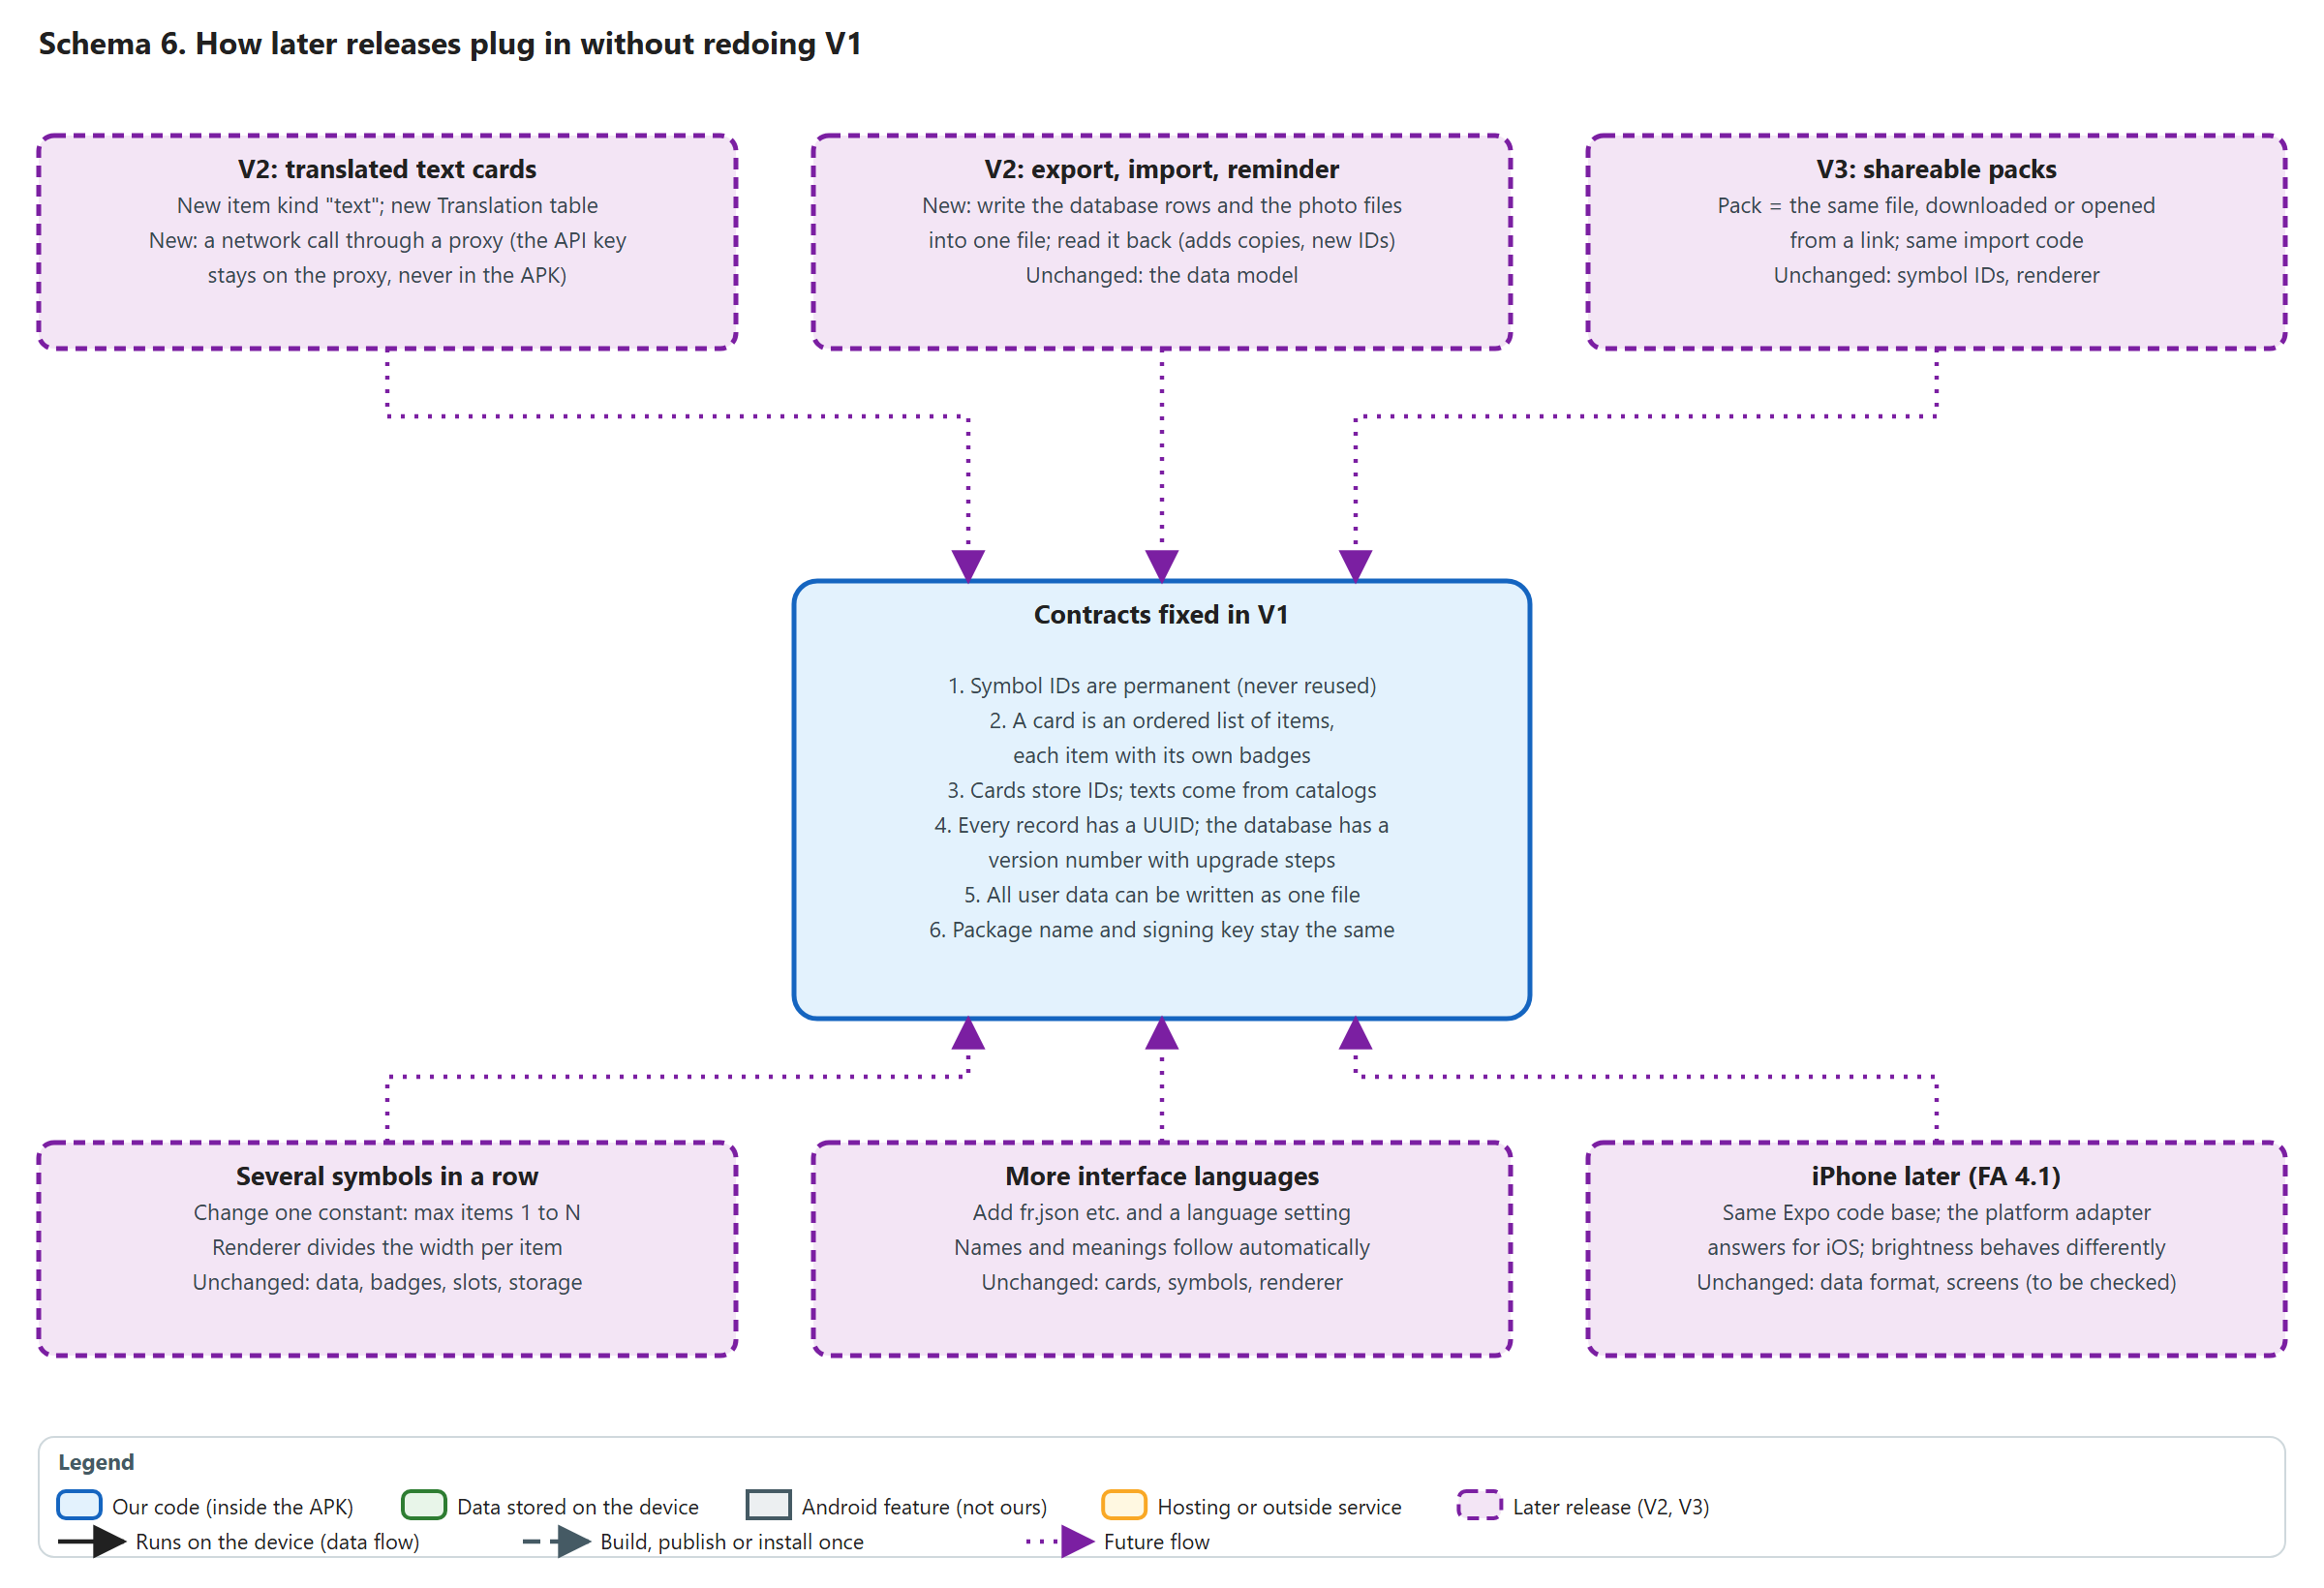 Schema 6. How later releases plug in without redoing V1
V2: translated text cards
New item kind "text"; new Translation table
New: a network call through a proxy (the API key
stays on the proxy, never in the APK)
V2: export, import, reminder
New: write the database rows and the photo files
into one file; read it back (adds copies, new IDs)
Unchanged: the data model
V3: shareable packs
Pack = the same file, downloaded or opened
from a link; same import code
Unchanged: symbol IDs, renderer
Contracts fixed in V1
1. Symbol IDs are permanent (never reused)
2. A card is an ordered list of items,
each item with its own badges
3. Cards store IDs; texts come from catalogs
4. Every record has a UUID; the database has a
version number with upgrade steps
5. All user data can be written as one file
6. Package name and signing key stay the same
Several symbols in a row
Change one constant: max items 1 to N
Renderer divides the width per item
Unchanged: data, badges, slots, storage
More interface languages
Add fr.json etc. and a language setting
Names and meanings follow automatically
Unchanged: cards, symbols, renderer
iPhone later (FA 4.1)
Same Expo code base; the platform adapter
answers for iOS; brightness behaves differently
Unchanged: data format, screens (to be checked)
Legend
Our code (inside the APK)
Data stored on the device
Android feature (not ours)
Hosting or outside service
Later release (V2, V3)
Runs on the device (data flow)
Build, publish or install once
Future flow